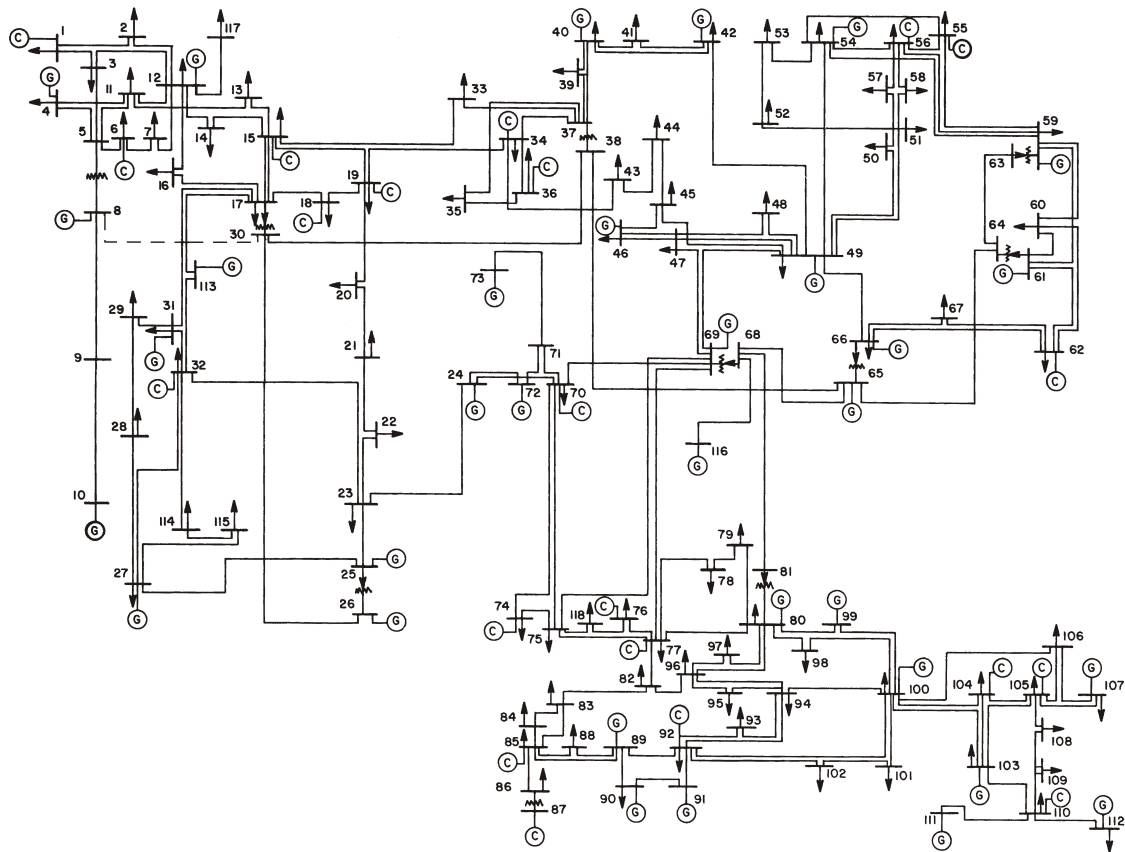 C 1 2 117 40 G 41 G 42 53 G 54 C 56 55 C
3 12 G 33 39 57 58
G 4 11 13 C 34 37 38 44 52 59
5 6 7 14 15 C 50 51 63 G
C 16 19 C 36 C 43 45 48 60
G 8 17 18 C 35 G 46 47 49 64 61 G
30 73 G G
113 G 20 67
29 31 G 21 71 69 G 68 66 G 62 C
9 32 C 24 G 72 G 70 C 65 G
28 22 116 G
10 G 23
114 115 79
27 G 25 G 78 81
26 G 74 C 75 118 C 76 C 77 80 G G 99
97 98 106
82 96 100 G 104 C 105 C G 107
83 95 94
84 85 C 88 G 89 C 92 93 108
102 101 103 G 109
86 87 C 90 G 91 G 111 G 110 C G 112